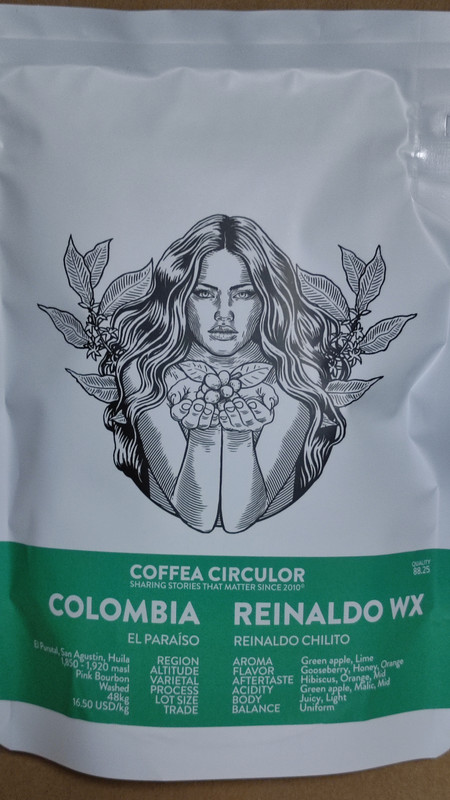 COFFEA CIRCULOR
SHARING STORIES THAT MATTER SINCE 2010®
QUALITY
88.25
COLOMBIA REINALDO WX
EL PARAÍSO REINALDO CHILITO
San Agustin, Huila REGION AROMA Green apple, Lime
1,850 - 1,920 masl ALTITUDE FLAVOR Gooseberry, Honey, Orange
Pink Bourbon VARIETAL AFTERTASTE Hibiscus, Orange, Mid
Washed PROCESS ACIDITY Green apple, Malic, Mid
48kg LOT SIZE BODY Juicy, Light
16.50 USD/kg TRADE BALANCE Uniform